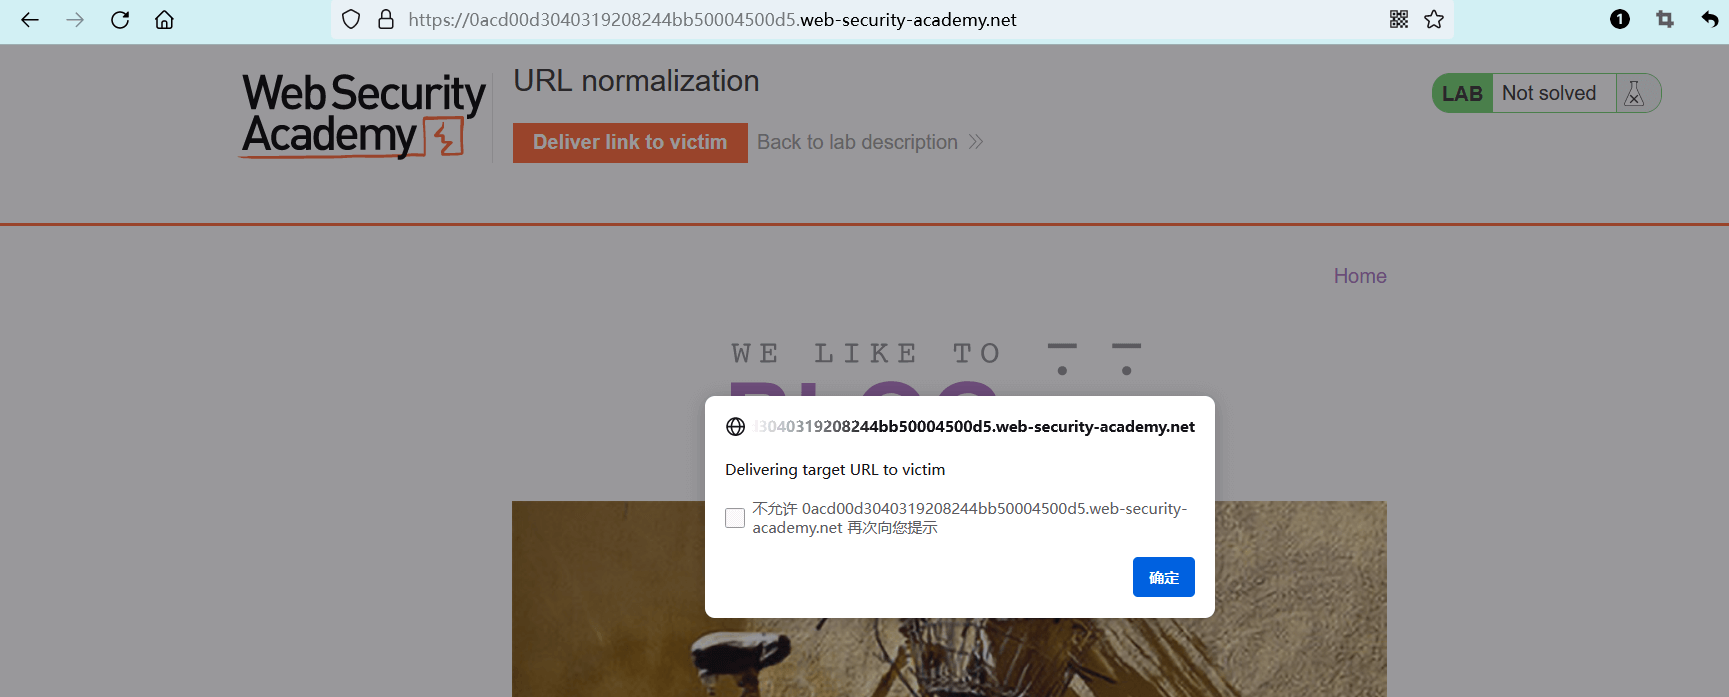 https://0acd00d3040319208244bb50004500d5.web-security-academy.net
1
Web Security
Academy
URL normalization
LAB Not solved
Deliver link to victim
Back to lab description
Home
WE LIKE TO
BLOG
3040319208244bb50004500d5.web-security-academy.net
Delivering target URL to victim
不允许 0acd00d3040319208244bb50004500d5.web-security-
academy.net 再次向您提示
确定